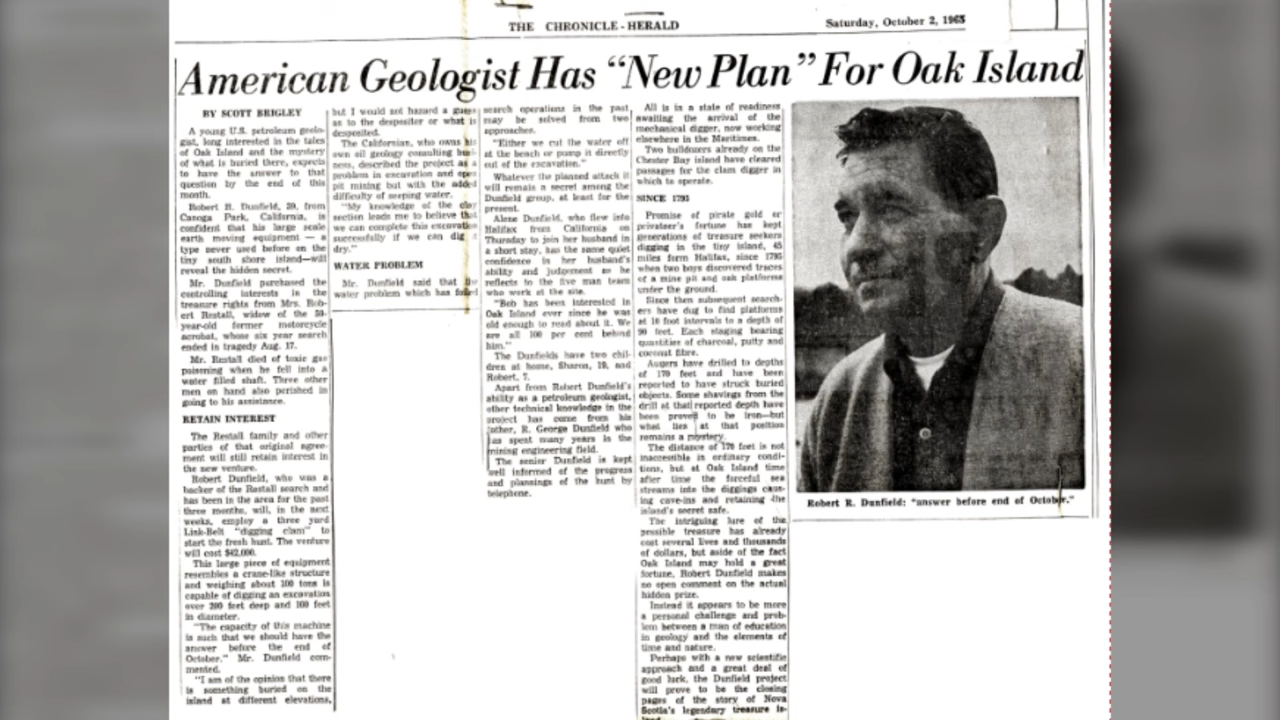 THE CHRONICLE-HERALD
Saturday, October 2, 1965
American Geologist Has "New Plan" For Oak Island
BY SCOTT BRIGLEY
A young U.S. petroleum geolo-
gist, long interested in the tales
of Oak Island and the mystery
of what is buried there, expects
to have the answer to that
question by the end of this
month.
Robert R. Dunfield, 39, from
Canoga Park, California, is
confident that his large scale
earth moving equipment — a
type never used before on the
tiny south shore island—will
reveal the hidden secret.
Mr. Dunfield purchased the
controlling interests in the
treasure rights from Mrs. Rob-
ert Restall, widow of the 59-
year-old former motorcycle
acrobat, whose six year search
ended in tragedy Aug. 17.
Mr. Restall died of toxic gas
poisoning when he fell into a
water filled shaft. Three other
men on hand also perished in
going to his assistance.
RETAIN INTEREST
The Restall family and other
parties of that original agree-
ment will still retain interest in
the new venture.
Robert Dunfield, who was a
backer of the Restall search and
has been in the area for the past
three months, will, in the next
weeks, employ a three yard
Link-Belt "digging clam" to
start the fresh hunt. The venture
will cost $42,000.
This large piece of equipment
resembles a crane-like structure
and weighing about 100 tons is
capable of digging an excavation
over 200 feet deep and 100 feet
in diameter.
"The capacity of this machine
is such that we should have the
answer before the end of
October." Mr. Dunfield com-
mented.
"I am of the opinion that there
is something buried on the
island at different elevations,
but I would not hazard a guess
as to the despositer or what is
desposited.
The Californian, who owns his
own oil geology consulting busi-
ness, described the project as a
problem in excavation and open
pit mining but with the added
difficulty of seeping water.
"My knowledge of the clay
section leads me to believe that
we can complete this excavation
successfully if we can dig it
dry."
WATER PROBLEM
Mr. Dunfield said that the
water problem which has foiled
search operations in the past
may be solved from two
approaches.
"Either we cut the water off
at the beach or pump it directly
out of the excavation."
Whatever the planned attack it
will remain a secret among the
Dunfield group, at least for the
present.
Alene Dunfield, who flew into
Halifax from California on
Thursday to join her husband in
a short stay, has the same quiet
confidence in her husband's
ability and judgement as he
reflects to the five man team
who work at the site.
"Bob has been interested in
Oak Island ever since he was
old enough to read about it. We
are all 100 per cent behind
him."
The Dunfields have two chil-
dren at home, Sharon, 19, and
Robert, 7.
Apart from Robert Dunfield's
ability as a petroleum geologist,
other technical knowledge in the
project has come from his
father, R. George Dunfield who
has spent many years in the
mining engineering field.
The senior Dunfield is kept
well informed of the progress
and plannings of the hunt by
telephone.
All is in a state of readiness
awaiting the arrival of the
mechanical digger, now working
elsewhere in the Maritimes.
Two bulldozers already on the
Chester Bay island have cleared
passages for the clam digger in
which to operate.
SINCE 1795
Promise of pirate gold or
privateer's fortune has kept
generations of treasure seekers
digging in the tiny island, 45
miles form Halifax, since 1795
when two boys discovered traces
of a mine pit and oak platforms
under the ground.
Since then subsequent search-
ers have dug to find platforms
at 10 foot intervals to a depth of
90 feet. Each staging bearing
quantities of charcoal, putty and
coconut fibre.
Augers have drilled to depths
of 170 feet and have been
reported to have struck buried
objects. Some shavings from the
drill at that reported depth have
been proven to be iron—but
what lies at that position
remains a mystery.
The distance of 170 feet is not
inaccessible in ordinary condi-
tions, but at Oak Island time
after time the forceful sea
streams into the diggings caus-
ing cave-ins and retaining the
island's secret safe.
The intriguing lure of the
possible treasure has already
cost several lives and thousands
of dollars, but aside of the fact
Oak Island may hold a great
fortune, Robert Dunfield makes
no open comment on the actual
hidden prize.
Instead it appears to be more
a personal challenge and prob-
lem between a man of education
in geology and the elements of
time and nature.
Perhaps with a new scientific
approach and a great deal of
good luck, the Dunfield project
will prove to be the closing
pages of the story of Nova
Scotia's legendary treasure is-
land.
Robert R. Dunfield: "answer before end of October."